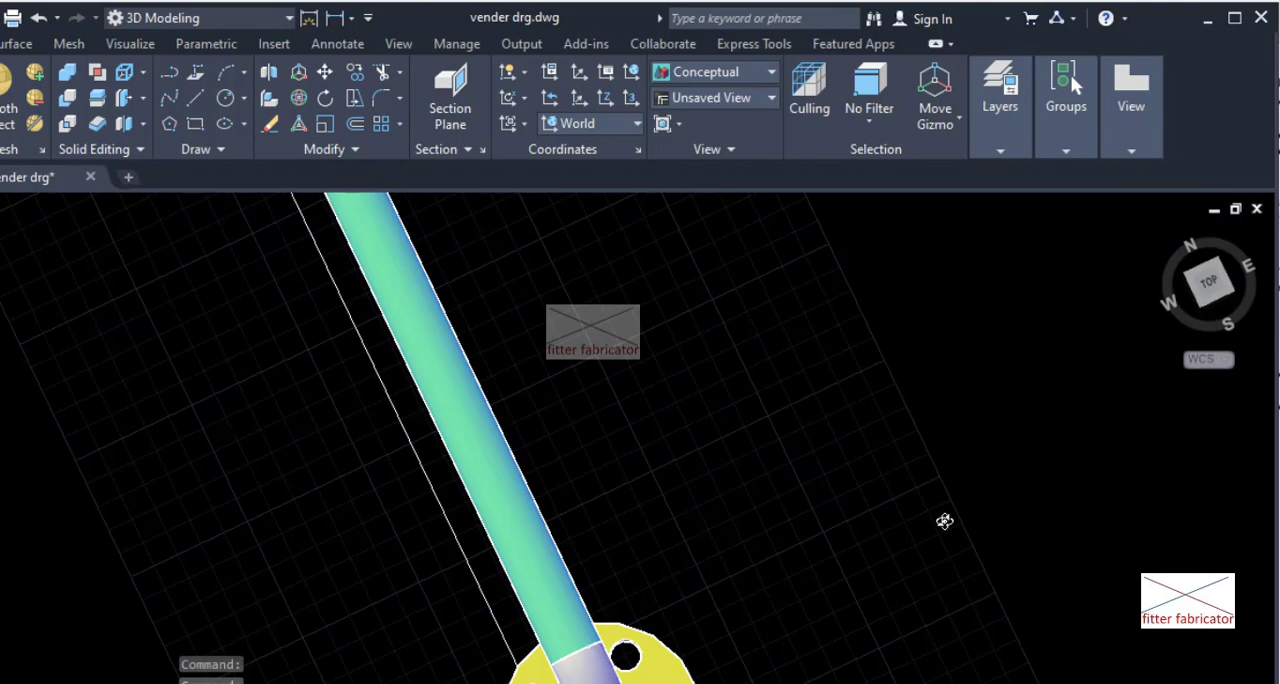 3D Modeling
vender drg.dwg
Type a keyword or phrase
Sign In
urface Mesh Visualize Parametric Insert Annotate View Manage Output Add-ins Collaborate Express Tools Featured Apps
oth
ect
esh
Solid Editing
Draw
Modify
Section
Plane
Section
World
Coordinates
Conceptual
Unsaved View
View
Culling
No Filter
Move
Gizmo
Selection
Layers
Groups
View
ender drg*
N
E
W
S
TOP
WCS
fitter fabricator
fitter fabricator
Command: